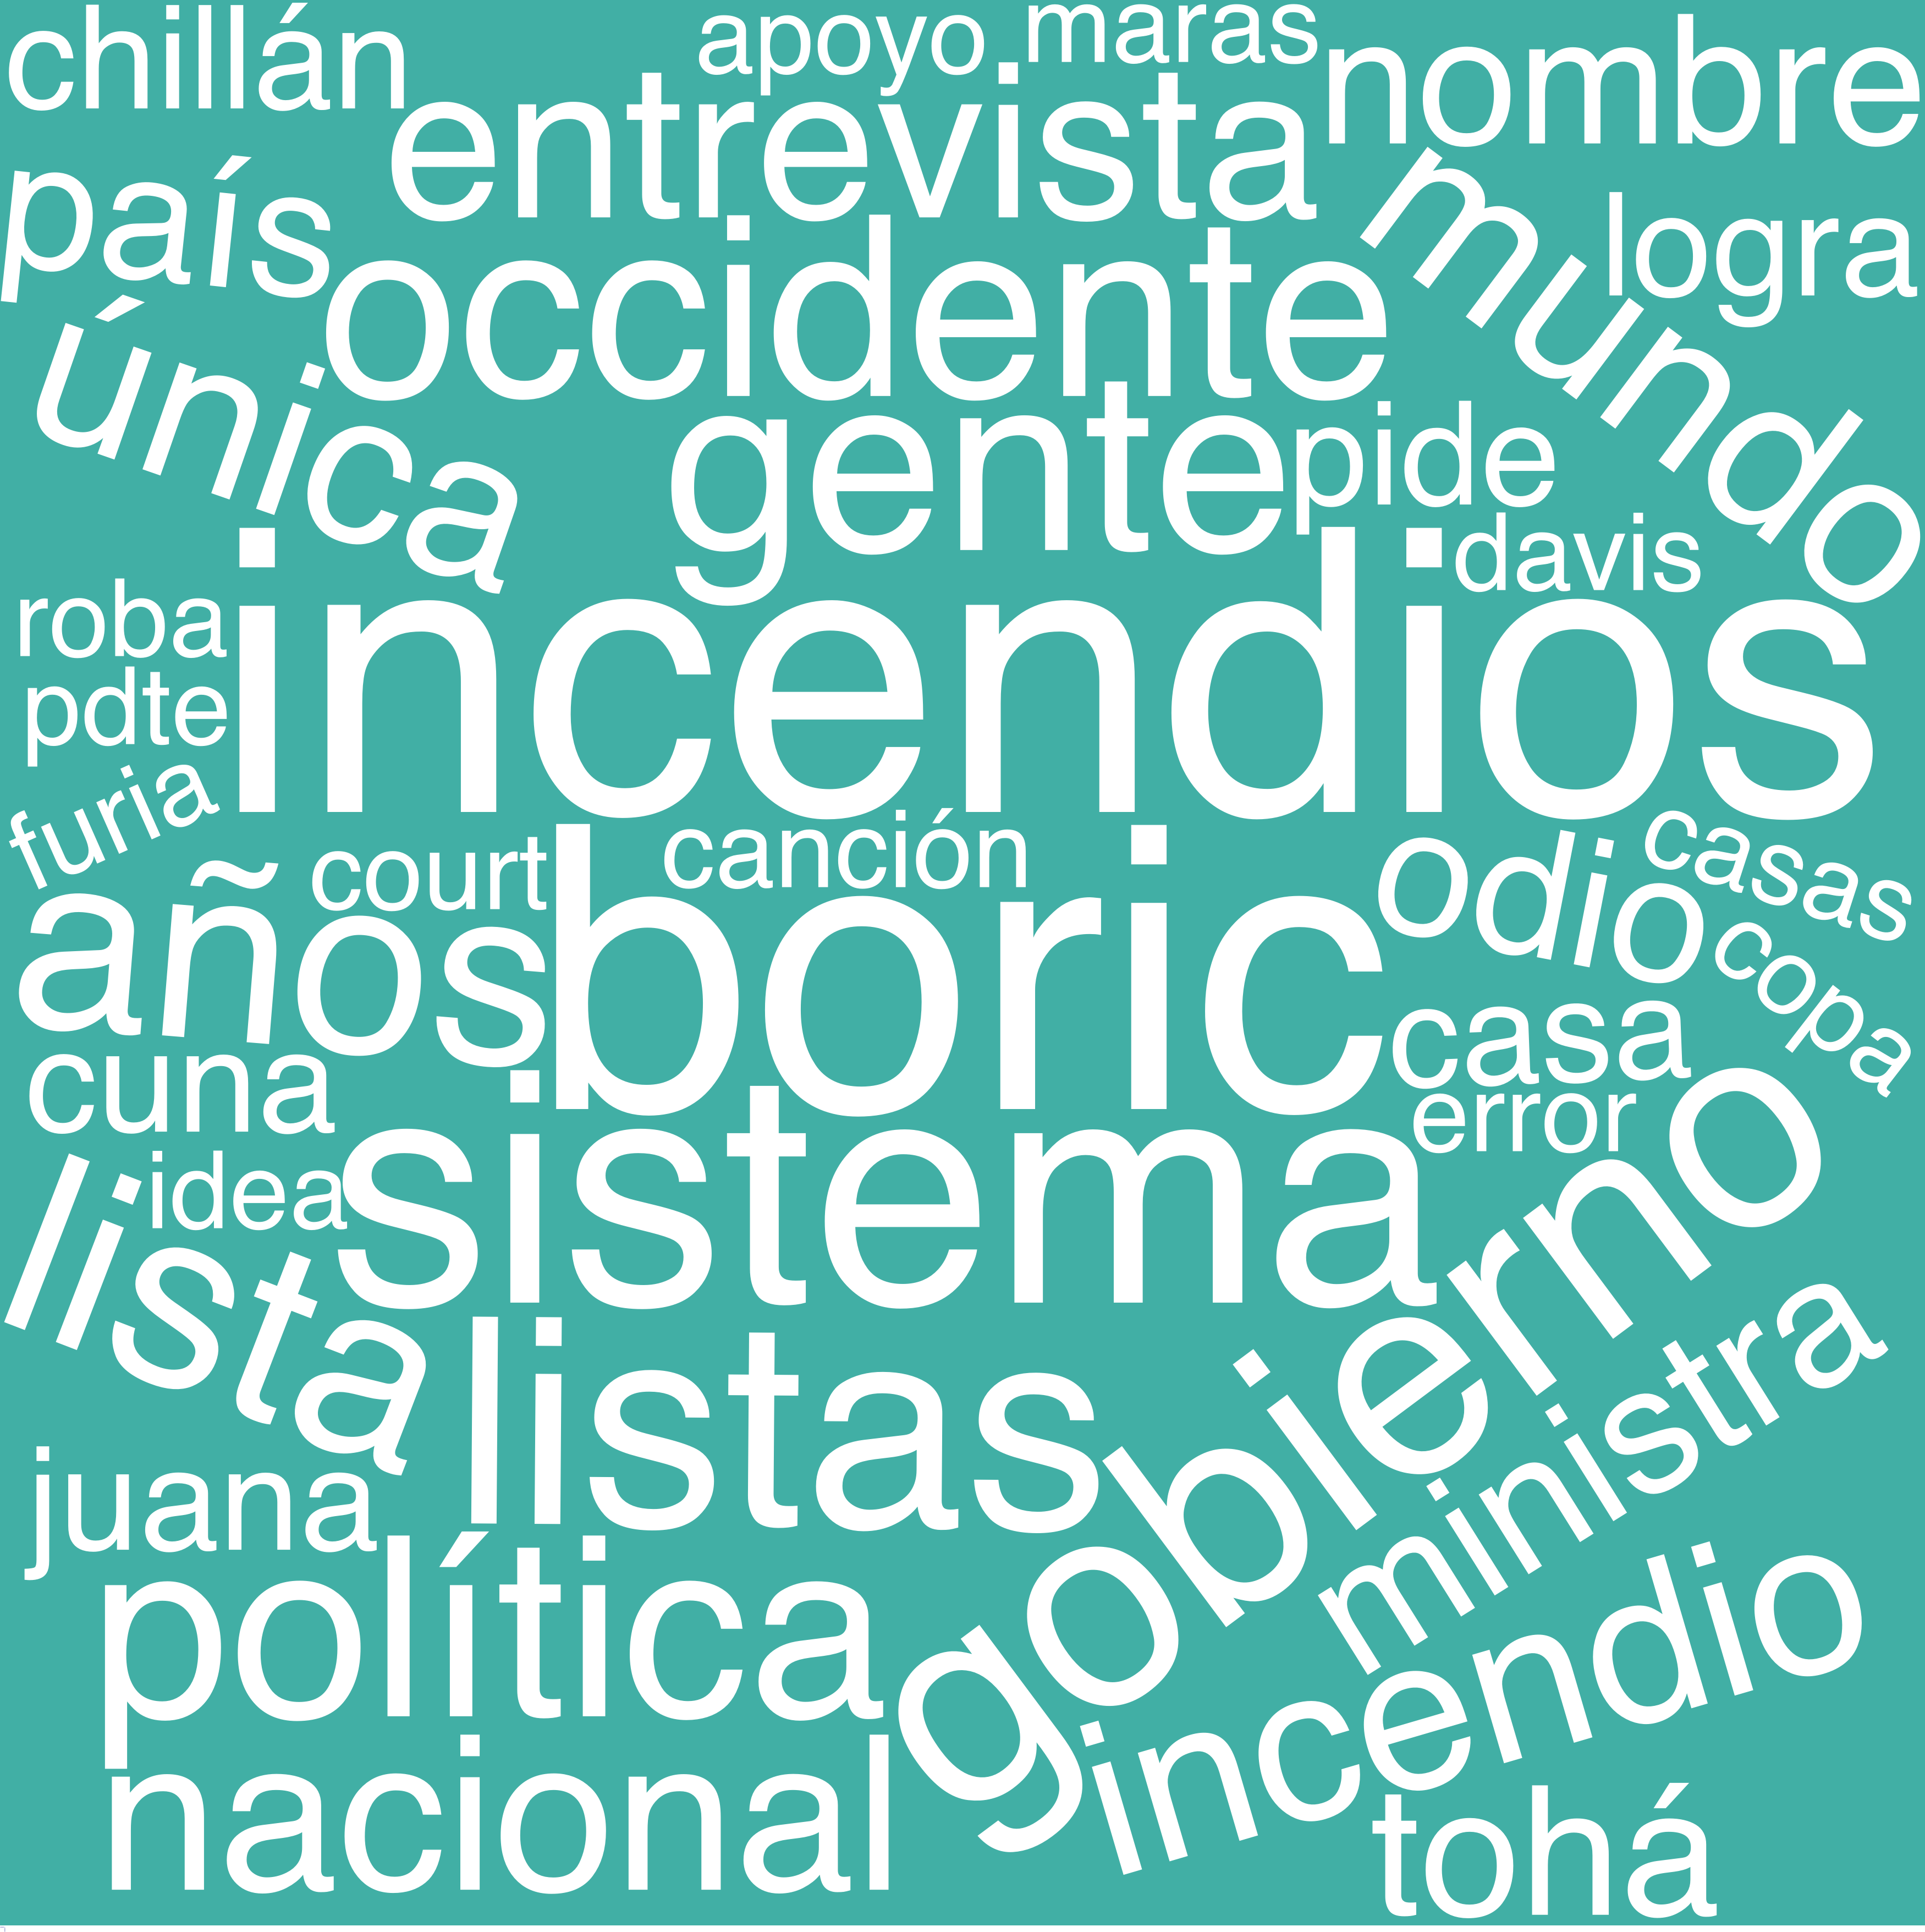 chillán apoyo maras nombre
entrevista
país mundo logra
occidente
única gente pide
davis
roba incendios
pdte
furia canción odio casas
años court boric copa
casa
cuna error
idea sistema gobierno
lista listas ministra
juana
política incendio
nacional tohá